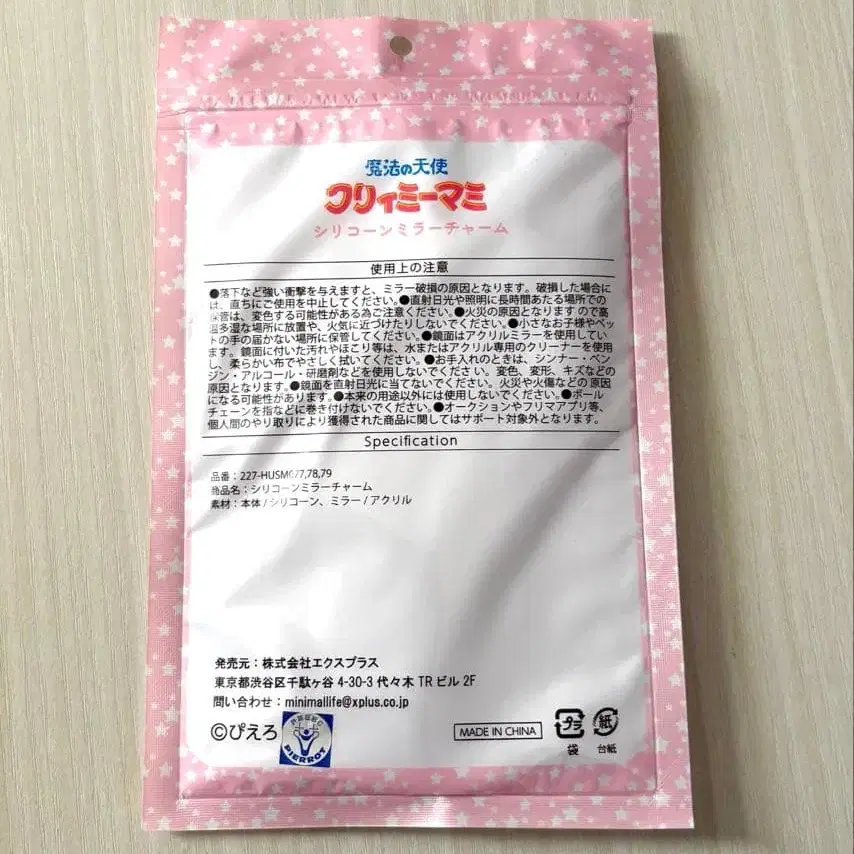 魔法の天使
クリィミーマミ
シリコーンミラーチャーム
使用上の注意
●落下など強い衝撃を与えますと、ミラー破損の原因となります。破損した場合に
は、直ちにご使用を中止してください。●直射日光や照明に長時間あたる場所での
保管は、変色する可能性がある為ご注意ください。●火災の原因となりますので高
温多湿な場所に放置や、火気に近づけたりしないでください。●小さなお子様やペッ
トの手の届かない場所に保管してください。●鏡面はアクリルミラーを使用してい
ます。鏡面に付いた汚れやほこり等は、水またはアクリル専用のクリーナーを使用
し、柔らかい布でやさしく拭いてください。●お手入れのときは、シンナー・ベン
ジン・アルコール・研磨剤などを使用しないでください。変色、変形、キズなどの
原因となります。●鏡面を直射日光に当てないでください。火災や火傷などの原因
になる可能性があります。●本来の用途以外には使用しないでください。●ボール
チェーンを指などに巻き付けないでください。●オークションやフリマアプリ等、
個人間のやり取りにより獲得された商品に関してはサポート対象外となります。
Specification
品番：227-HUSM077,78,79
商品名：シリコーンミラーチャーム
素材：本体/シリコーン、ミラー/アクリル
発売元：株式会社エクスプラス
東京都渋谷区千駄ヶ谷 4-30-3 代々木 TR ビル 2F
問い合わせ：minimallife@xplus.co.jp
©ぴえろ
PIERROT
MADE IN CHINA
プラ
袋
紙
台紙